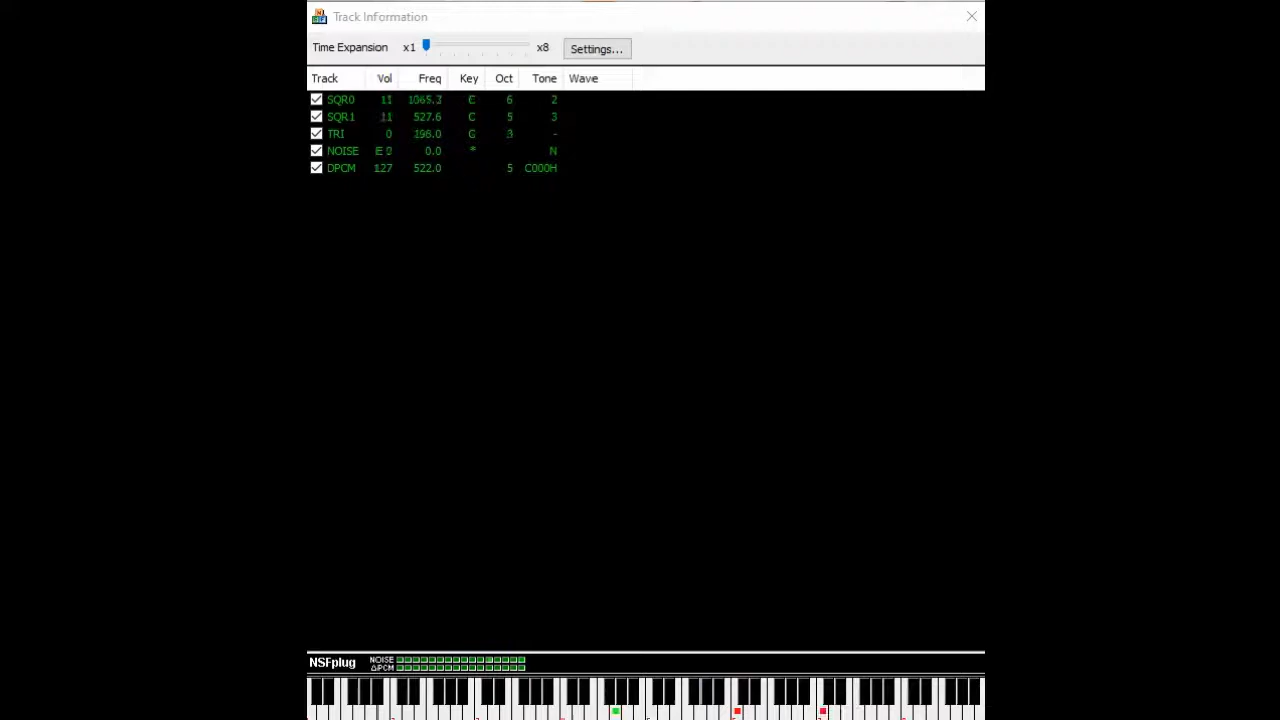 Track Information
Time Expansion x1 x8 Settings...
Track Vol Freq Key Oct Tone Wave
SQR0 11 1065.3 C 6 2
SQR1 11 527.6 C 5 3
TRI 0 196.0 G 3 -
NOISE E 0 0.0 * N
DPCM 127 522.0 5 C000H
NSFplug NOISE
ΔPCM